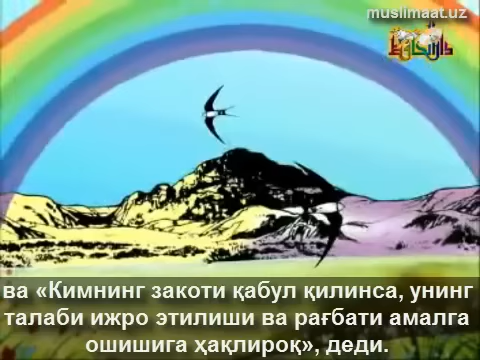 muslimaat.uz
ва «Кимнинг закоти қабул қилинса, унинг
талаби ижро этилиши ва рағбати амалга
ошишига ҳақлироқ», деди.